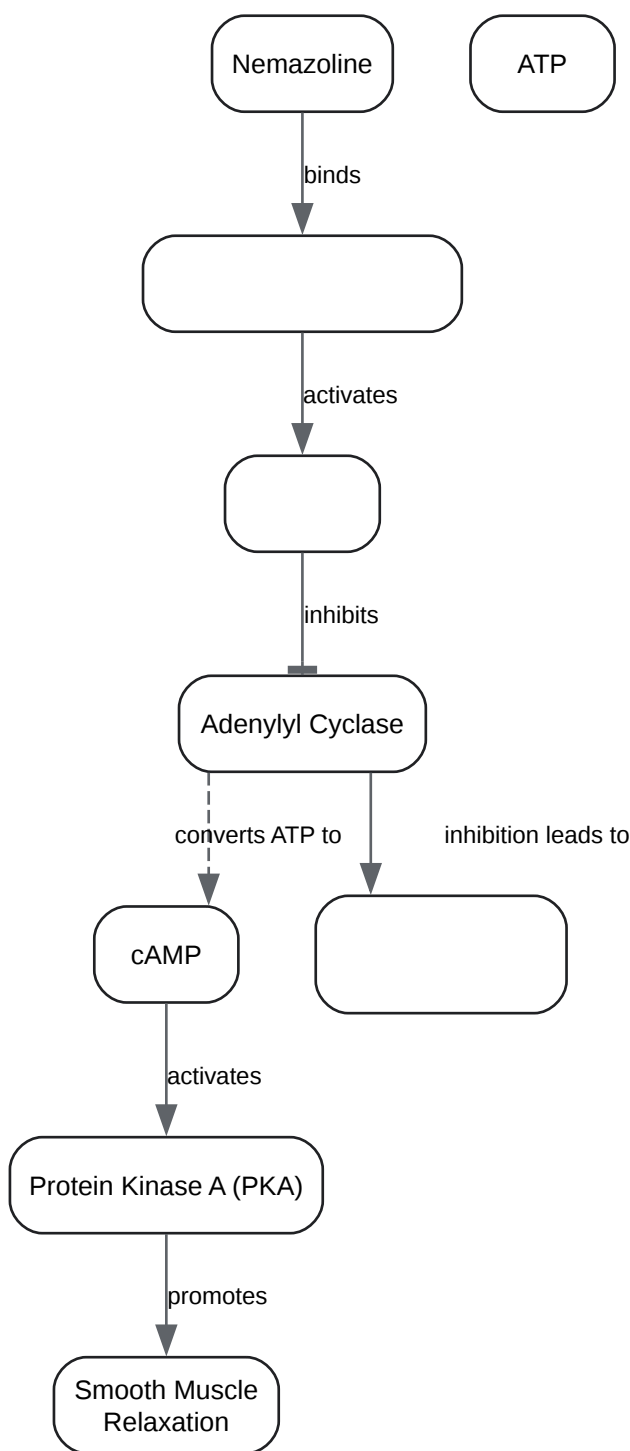 Nemazoline
ATP
binds
activates
inhibits
Adenylyl Cyclase
converts ATP to
inhibition leads to
cAMP
activates
Protein Kinase A (PKA)
promotes
Smooth Muscle
Relaxation